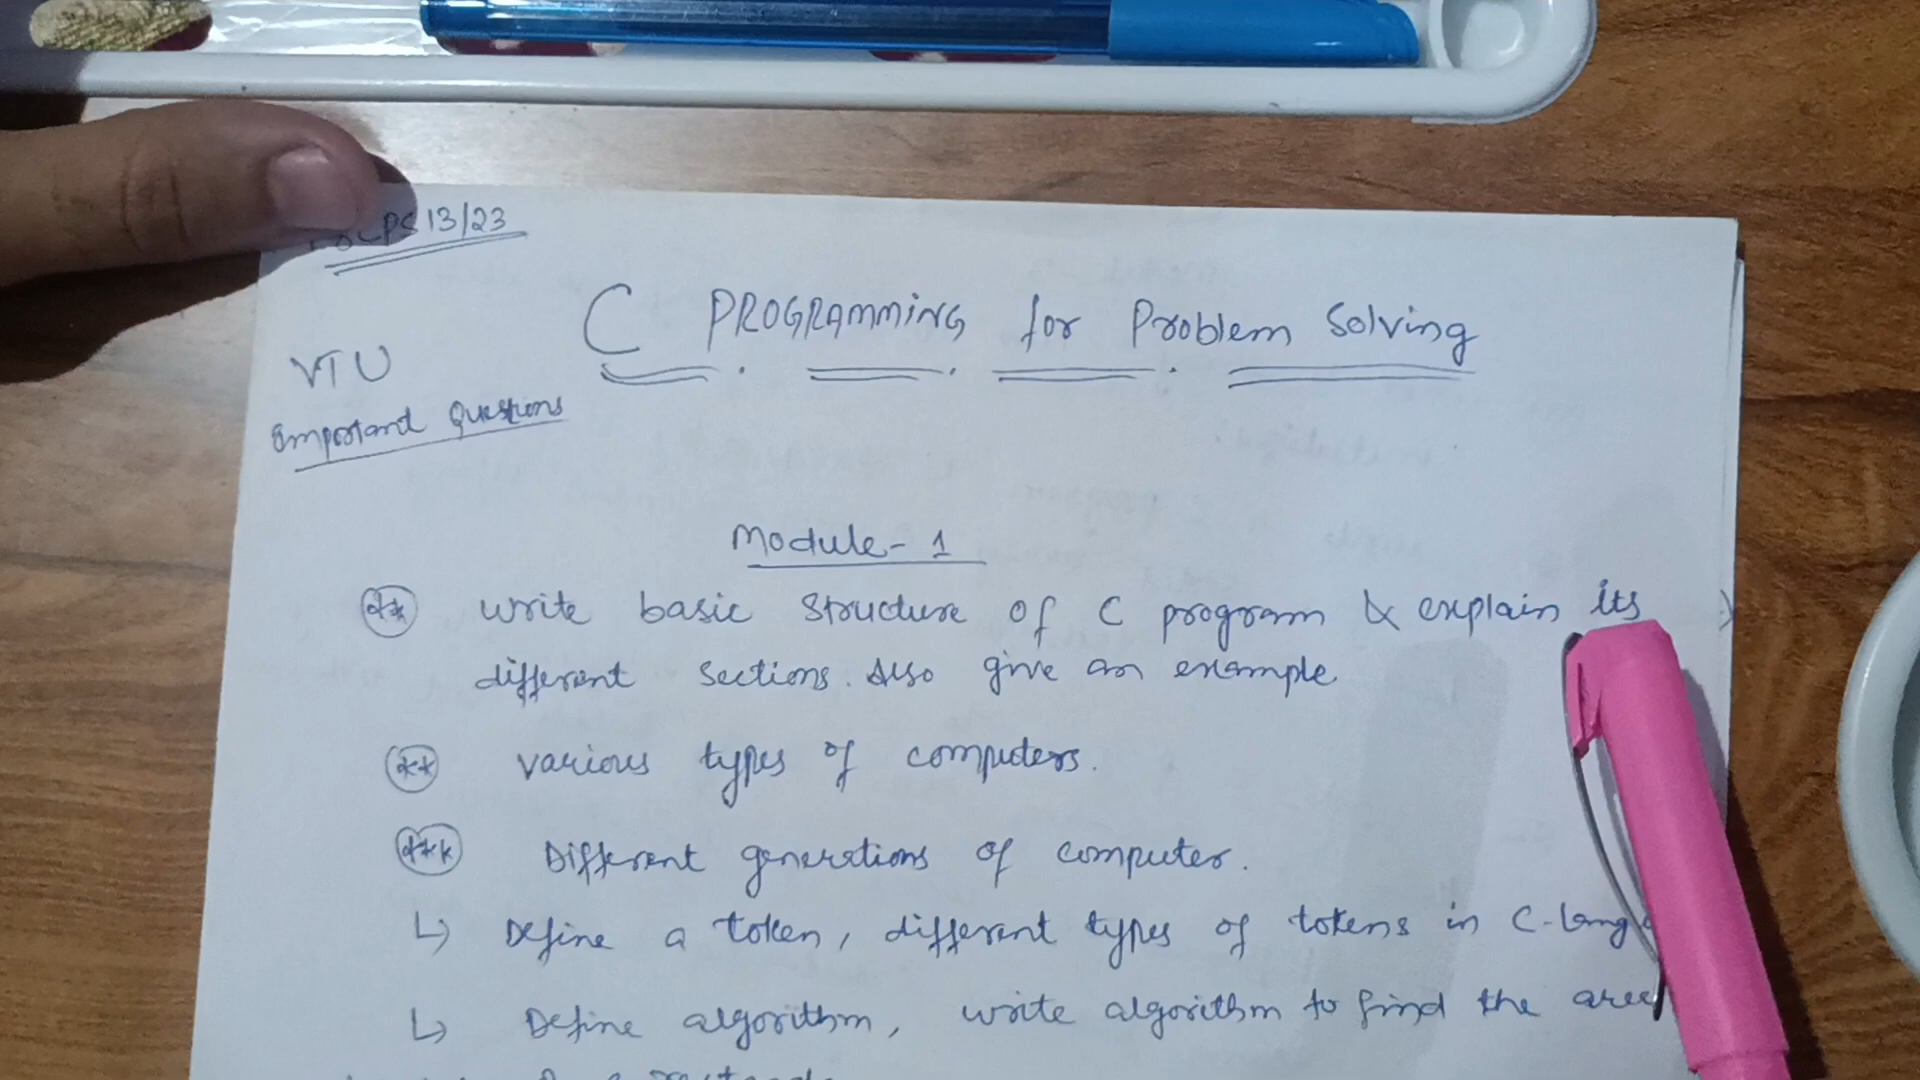 13/23
C PROGRAMMING for Problem Solving
VTU
Important Questions
Module - 1
** write basic structure of C program & explain its
different sections. Also give an example
** various types of computers.
*** Different generations of computer.
↳ Define a token, different types of tokens in C-lang
↳ Define algorithm, write algorithm to find the area